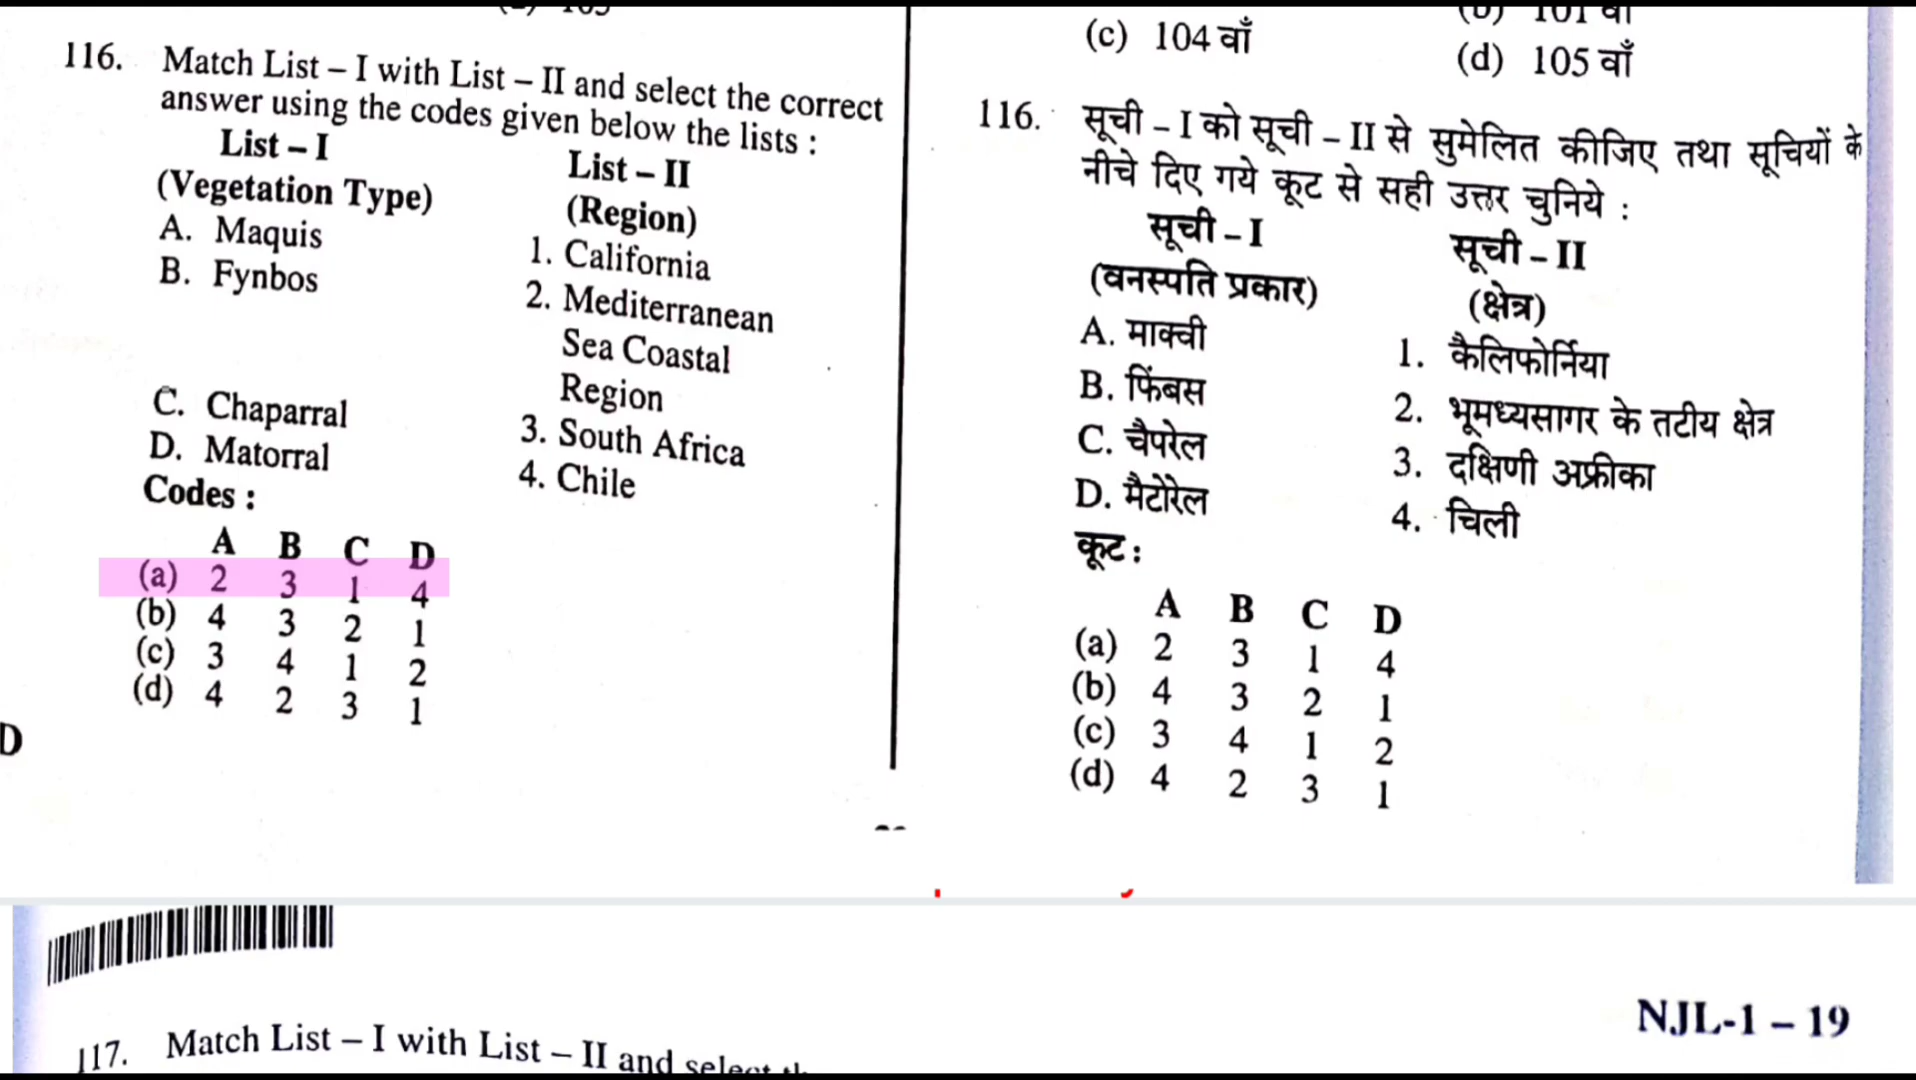 116. Match List – I with List – II and select the correct
answer using the codes given below the lists :
List – I
List – II
(Vegetation Type)
(Region)
A. Maquis
1. California
B. Fynbos
2. Mediterranean
Sea Coastal
Region
C. Chaparral
3. South Africa
D. Matorral
4. Chile
Codes :
A B C D
(a) 2 3 1 4
(b) 4 3 2 1
(c) 3 4 1 2
(d) 4 2 3 1
D
(c) 104 वाँ
(d) 105 वाँ
116. सूची – I को सूची – II से सुमेलित कीजिए तथा सूचियों के
नीचे दिए गये कूट से सही उत्तर चुनिये :
सूची – I
सूची – II
(वनस्पति प्रकार)
(क्षेत्र)
A. माक्वी
1. कैलिफोर्निया
B. फिंबस
2. भूमध्यसागर के तटीय क्षेत्र
C. चैपरेल
3. दक्षिणी अफ्रीका
D. मैटोरेल
4. चिली
कूट :
A B C D
(a) 2 3 1 4
(b) 4 3 2 1
(c) 3 4 1 2
(d) 4 2 3 1
NJL-1 – 19
117. Match List – I with List – II and select